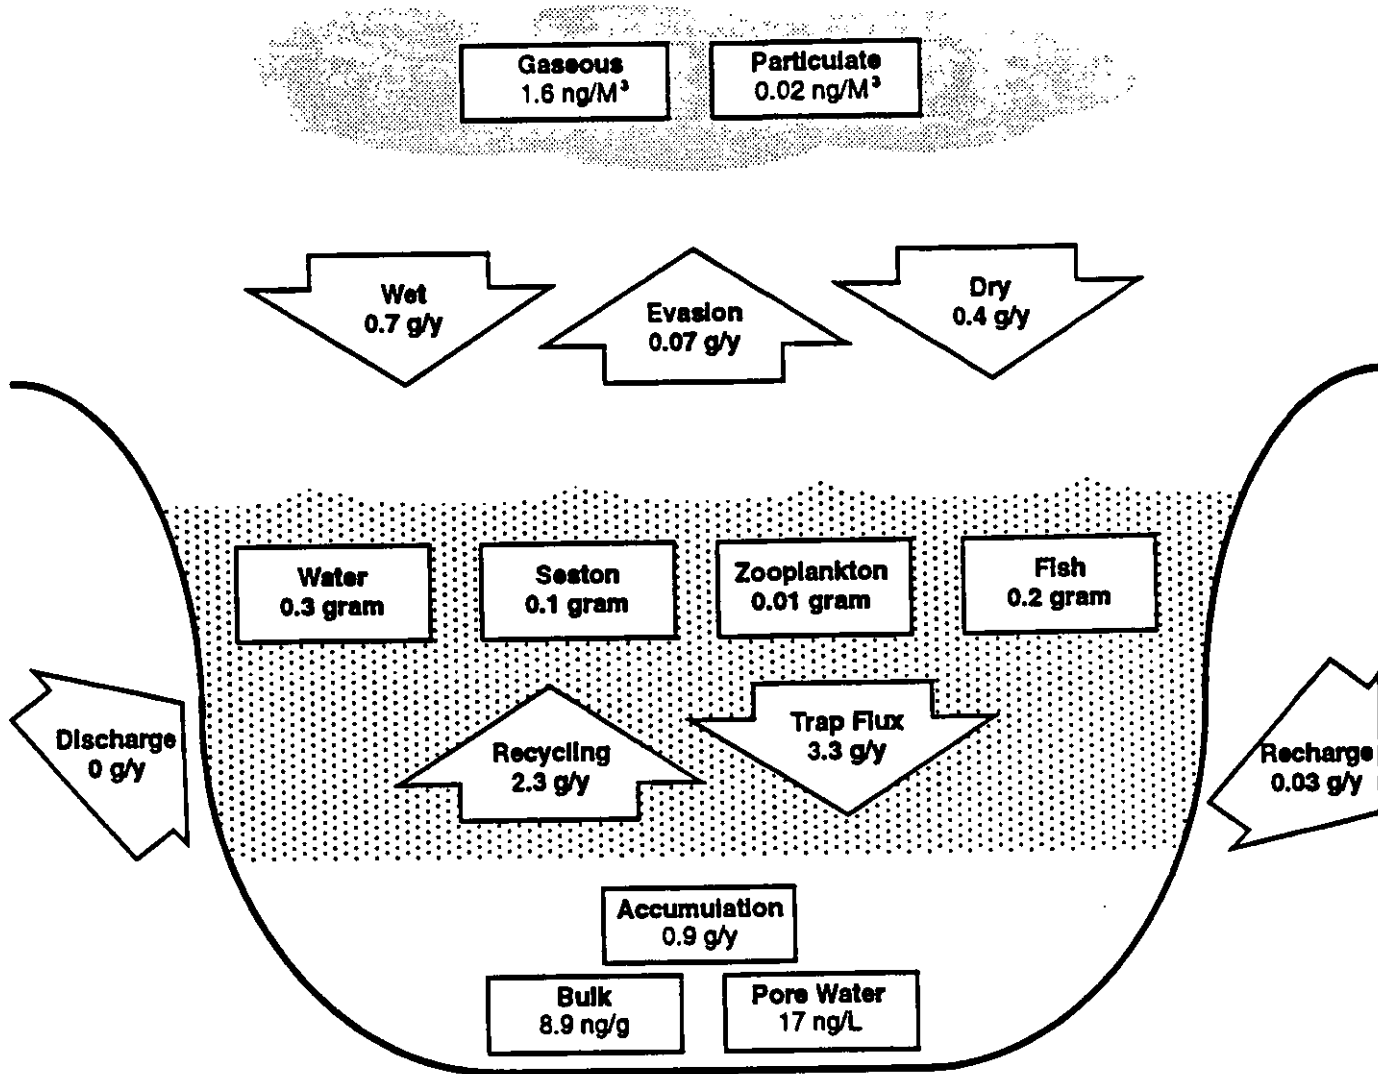 Gaseous
1.6 ng/M³
Particulate
0.02 ng/M³
Wet
0.7 g/y
Evasion
0.07 g/y
Dry
0.4 g/y
Water
0.3 gram
Seston
0.1 gram
Zooplankton
0.01 gram
Fish
0.2 gram
Discharge
0 g/y
Recycling
2.3 g/y
Trap Flux
3.3 g/y
Recharge
0.03 g/y
Accumulation
0.9 g/y
Bulk
8.9 ng/g
Pore Water
17 ng/L